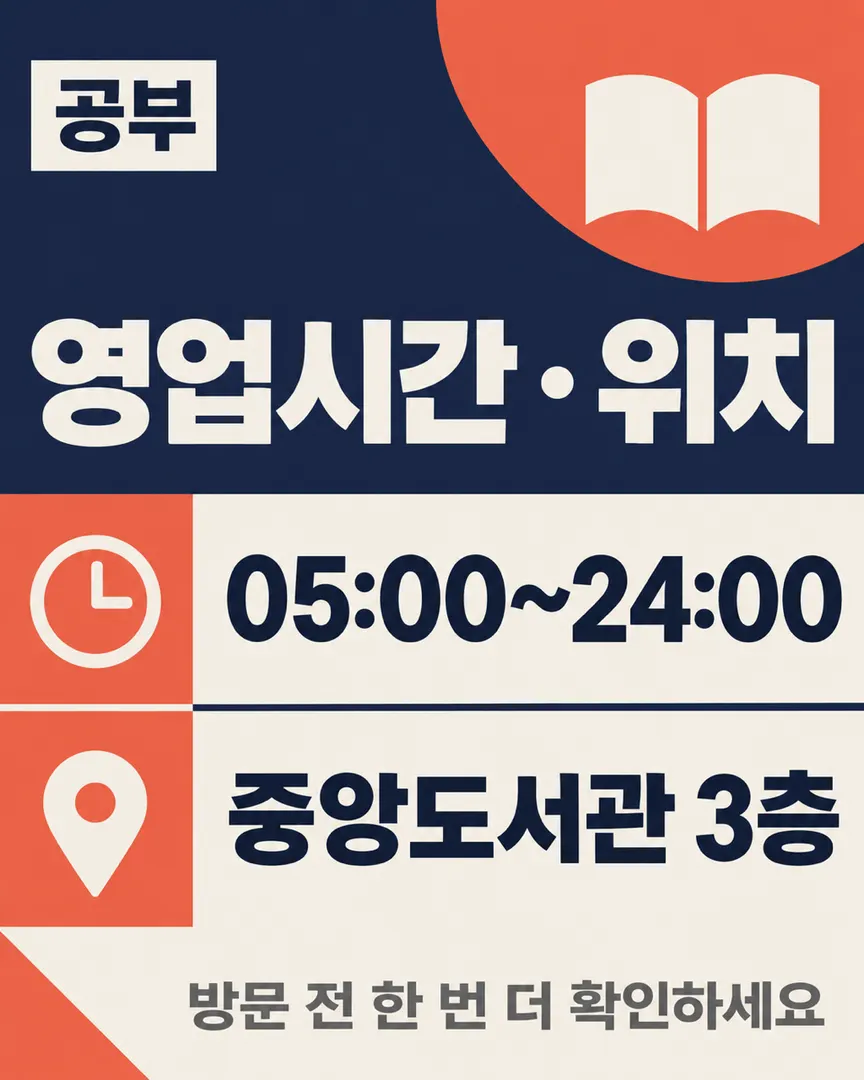 공부
영업시간·위치
05:00~24:00
중앙도서관 3층
방문 전 한 번 더 확인하세요